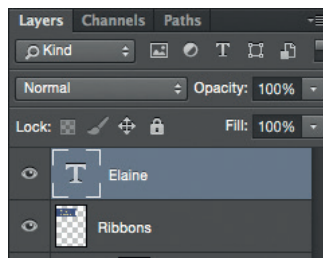 Layers Channels Paths
Kind T
Normal Opacity: 100%
Lock: Fill: 100%
T Elaine
Ribbons